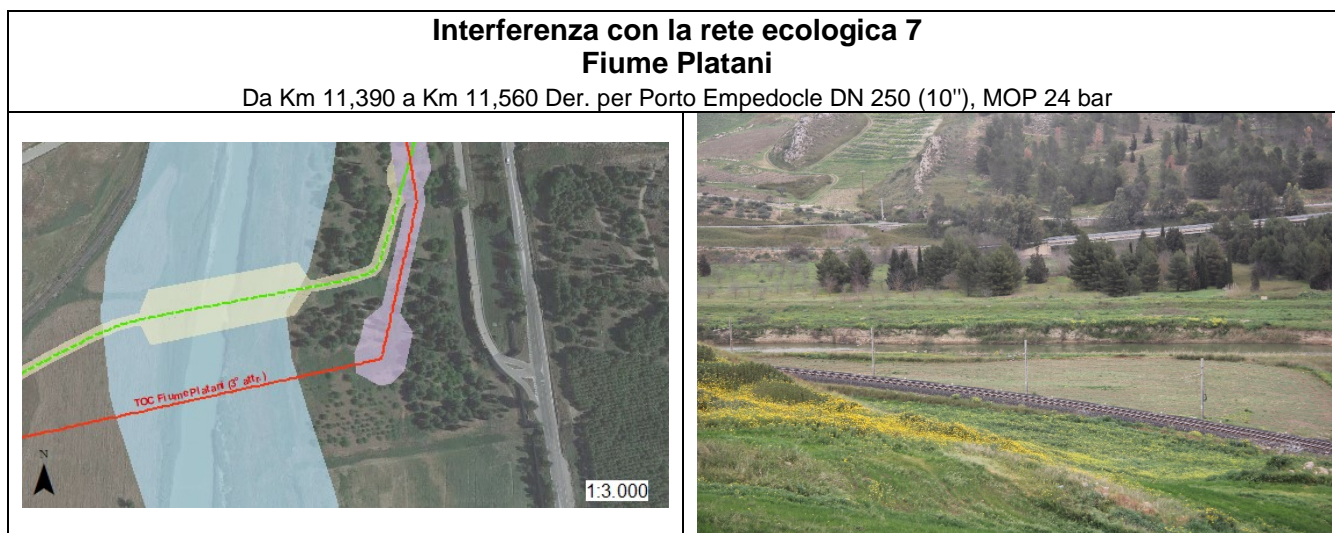 Interferenza con la rete ecologica 7
Fiume Platani
Da Km 11,390 a Km 11,560 Der. per Porto Empedocle DN 250 (10"), MOP 24 bar
TOC Fiume Platani (3° attr.)
N
1:3.000